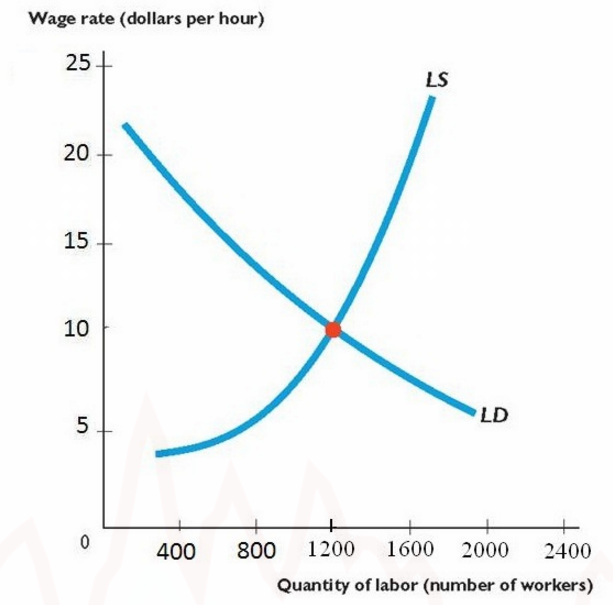 Wage rate (dollars per hour)
25
LS
20
15
10
LD
5
0
400 800 1200 1600 2000 2400
Quantity of labor (number of workers)